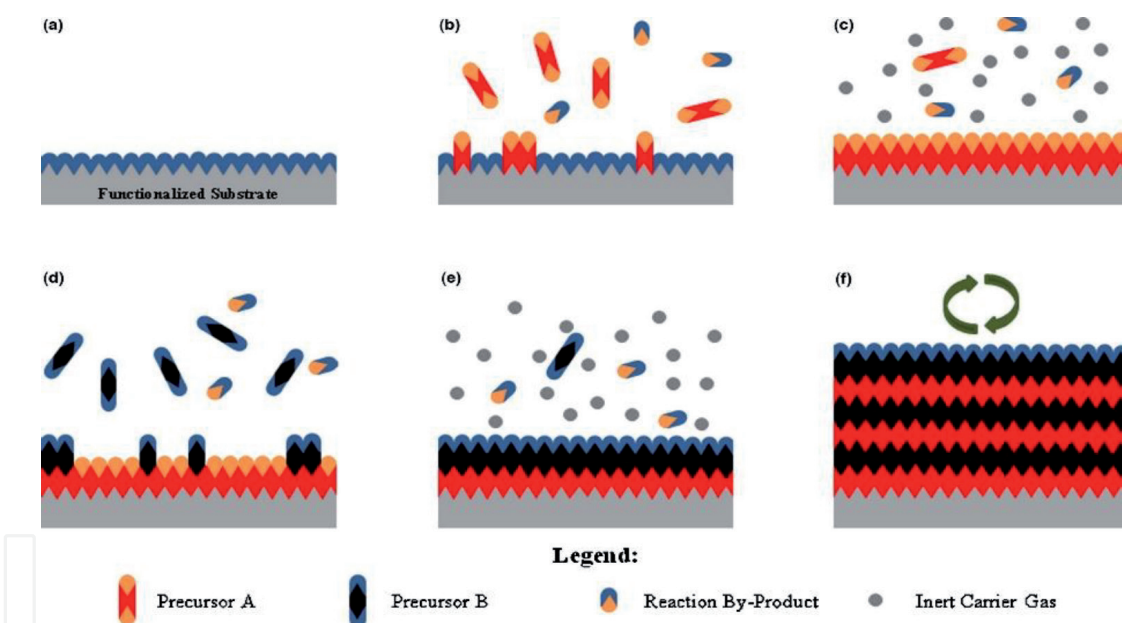 (a)
(b)
(c)
Functionalized Substrate
(d)
(e)
(f)
Legend:
Precursor A
Precursor B
Reaction By-Product
Inert Carrier Gas